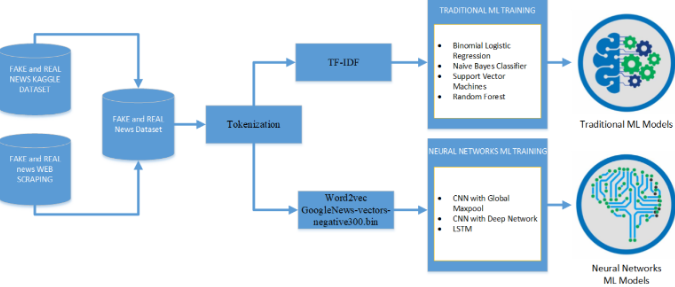 FAKE and REAL
NEWS KAGGLE
DATASET
FAKE and REAL
news WEB
SCRAPING
FAKE and REAL
News Dataset
Tokenization
TF-IDF
Word2vec
GoogleNews-vectors-
negative300.bin
TRADITIONAL ML TRAINING
Binomial Logistic
Regression
Naïve Bayes Classifier
Support Vector
Machines
Random Forest
NEURAL NETWORKS ML TRAINING
CNN with Global
Maxpool
CNN with Deep Network
LSTM
Traditional ML Models
Neural Networks
ML Models